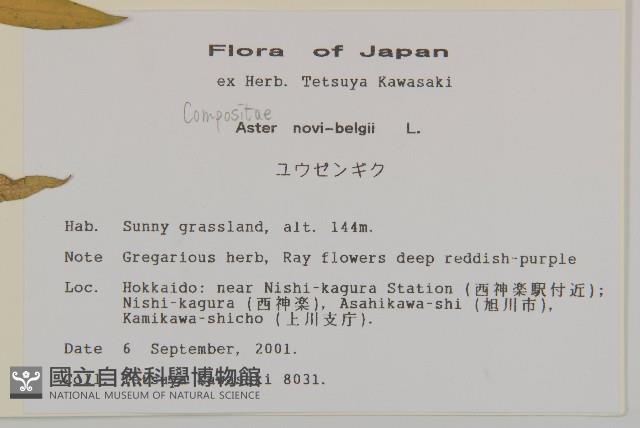 Flora of Japan
ex Herb. Tetsuya Kawasaki
Compositae
Aster novi-belgii L.
ユウゼンギク
Hab. Sunny grassland, alt. 144m.
Note Gregarious herb, Ray flowers deep reddish-purple
Loc. Hokkaido: near Nishi-kagura Station (西神楽駅付近);
Nishi-kagura (西神楽), Asahikawa-shi (旭川市),
Kamikawa-shicho (上川支庁).
Date 6 September, 2001.
Coll. Tetsuya Kawasaki 8031.
國立自然科學博物館
NATIONAL MUSEUM OF NATURAL SCIENCE